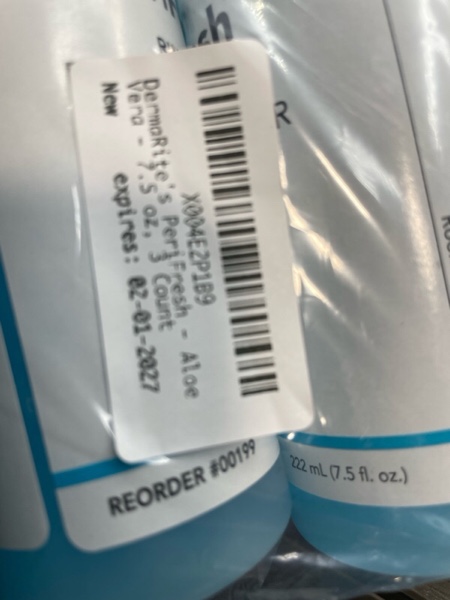 sh
R
X004E2P1B9
DermaRite's PeriFresh - Aloe
Vera - 7.5 oz, 3 Count
New
expires: 02-01-2027
REORDER #00199
222 mL (7.5 fl. oz.)